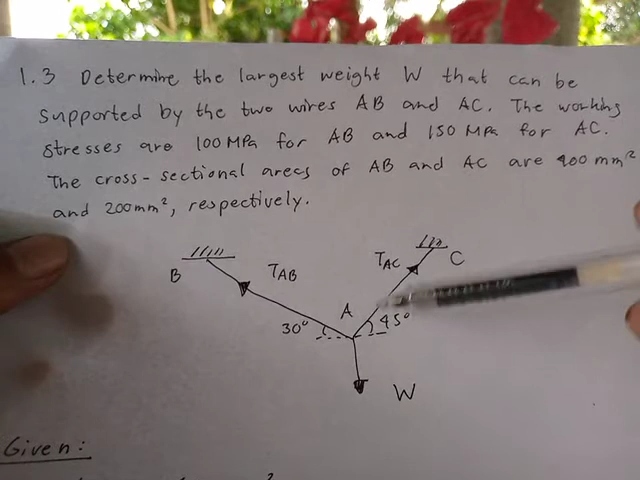 1.3 Determine the largest weight W that can be
supported by the two wires AB and AC. The working
stresses are 100 MPa for AB and 150 MPa for AC.
The cross-sectional areas of AB and AC are 400 mm²
and 200mm², respectively.
B
TAB
TAC
C
A
30°
45°
W
Given: